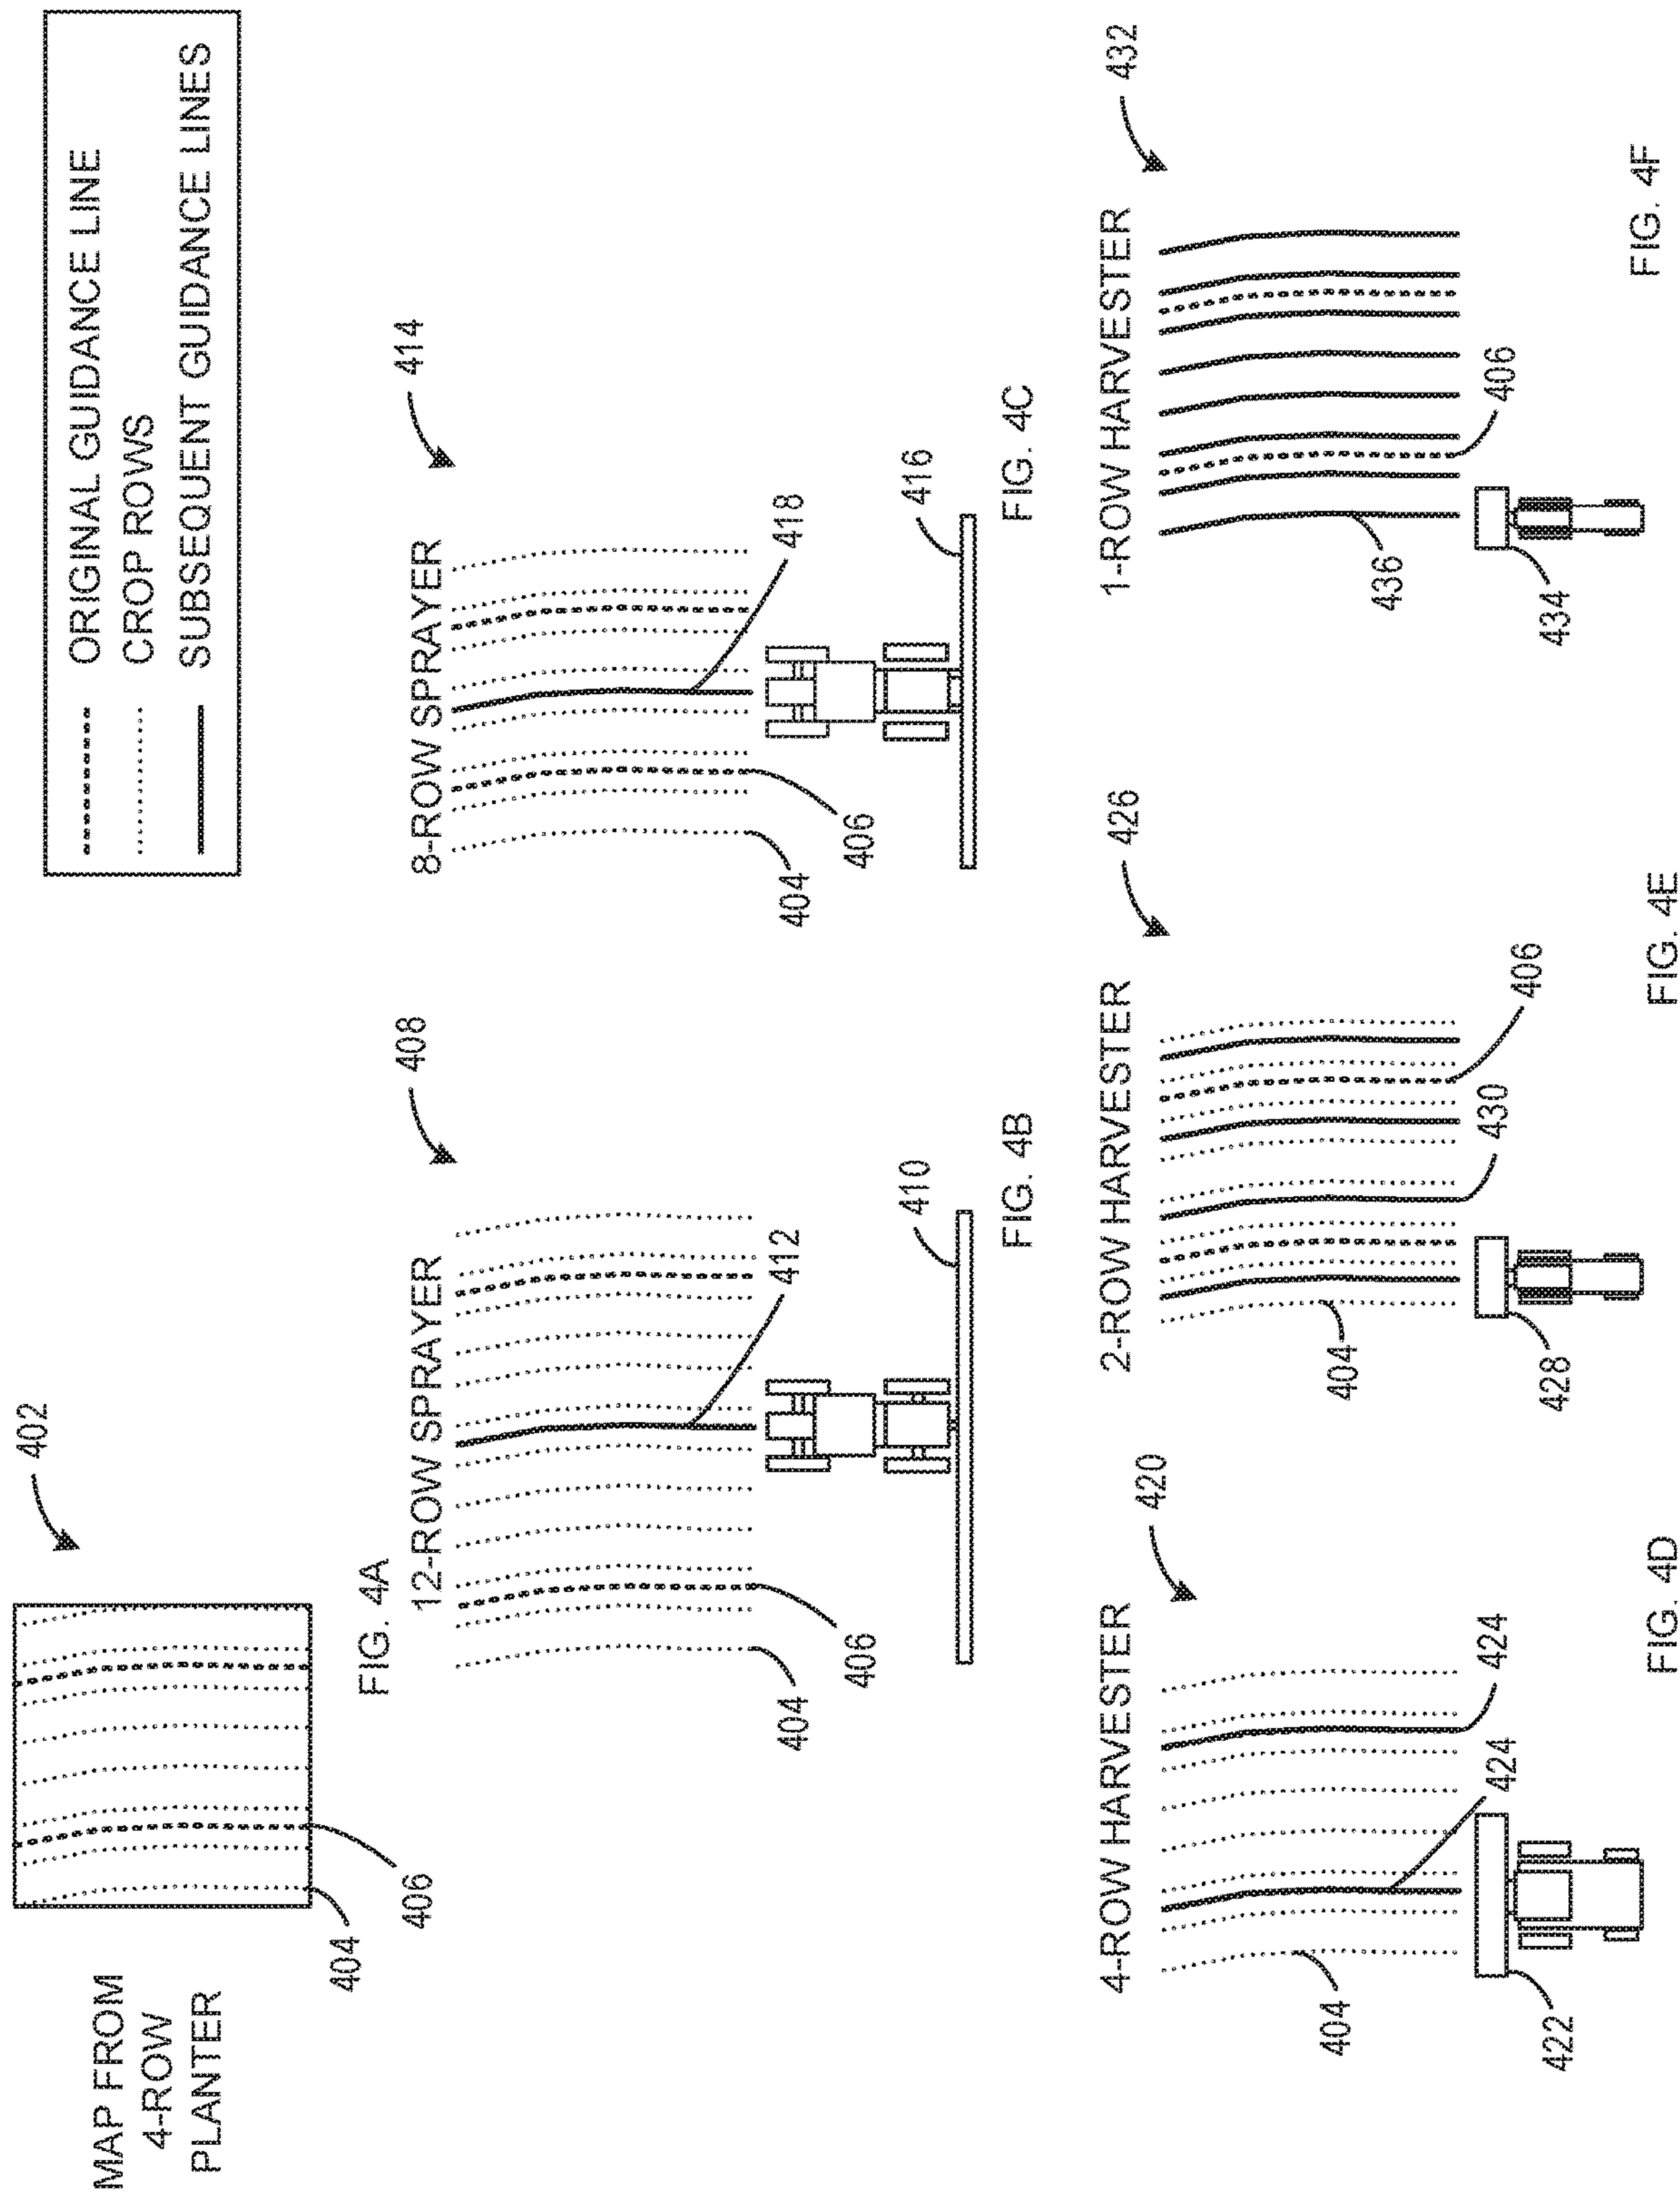 MAP FROM
4-ROW
PLANTER
402
404
406
FIG. 4A
ORIGINAL GUIDANCE LINE
CROP ROWS
SUBSEQUENT GUIDANCE LINES
12-ROW SPRAYER
408
412
404
406
410
FIG. 4B
8-ROW SPRAYER
414
418
404
406
416
FIG. 4C
4-ROW HARVESTER
420
404
424
424
422
FIG. 4D
2-ROW HARVESTER
426
404
430
406
428
FIG. 4E
1-ROW HARVESTER
432
436
406
434
FIG. 4F